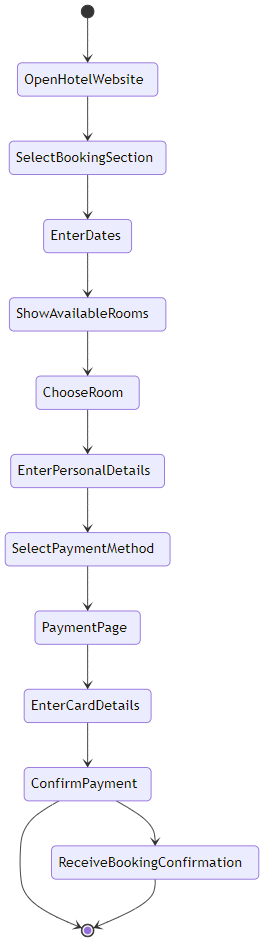 OpenHotelWebsite
SelectBookingSection
EnterDates
ShowAvailableRooms
ChooseRoom
EnterPersonalDetails
SelectPaymentMethod
PaymentPage
EnterCardDetails
ConfirmPayment
ReceiveBookingConfirmation